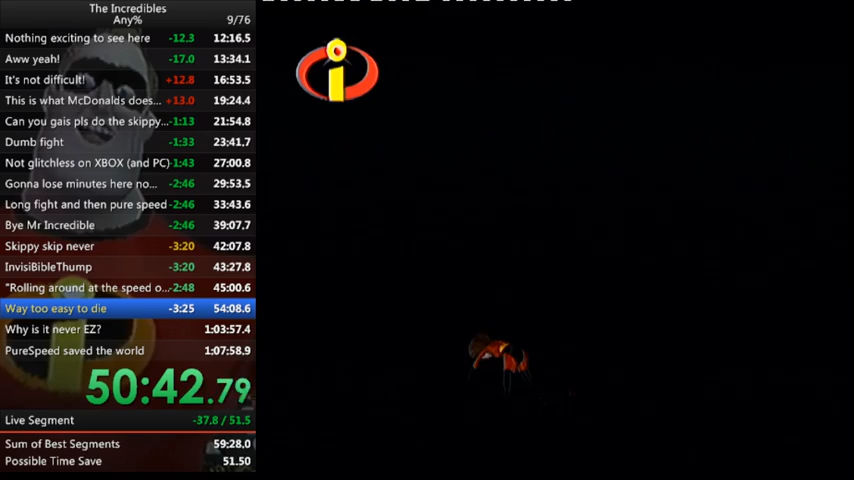 The Incredibles
Any% 9/76
Nothing exciting to see here -12.3 12:16.5
Aww yeah! -17.0 13:34.1
It's not difficult! +12.8 16:53.5
This is what McDonalds does... +13.0 19:24.4
Can you gais pls do the skippy... -1:13 21:54.8
Dumb fight -1:33 23:41.7
Not glitchless on XBOX (and PC) -1:43 27:00.8
Gonna lose minutes here no... -2:46 29:53.5
Long fight and then pure speed -2:46 33:43.6
Bye Mr Incredible -2:46 39:07.7
Skippy skip never -3:20 42:07.8
InvisiBibleThump -3:20 43:27.8
"Rolling around at the speed o... -2:48 45:00.6
Way too easy to die -3:25 54:08.6
Why is it never EZ? 1:03:57.4
PureSpeed saved the world 1:07:58.9
50:42.79
Live Segment -37.8 / 51.5
Sum of Best Segments 59:28.0
Possible Time Save 51.50